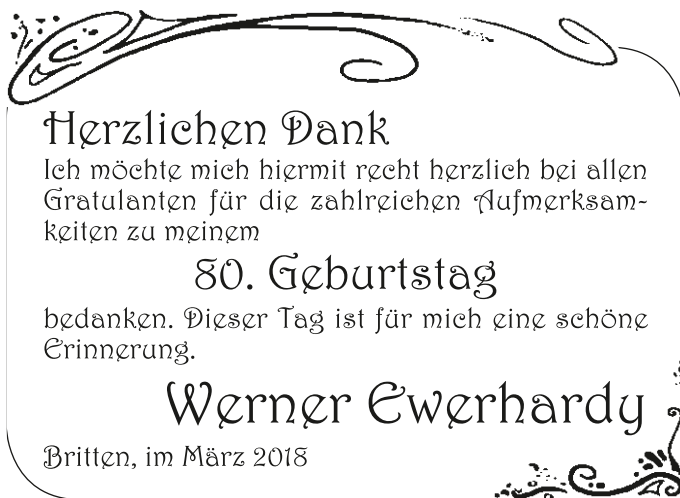 Herzlichen Dank
Ich möchte mich hiermit recht herzlich bei allen
Gratulanten für die zahlreichen Aufmerksam-
keiten zu meinem
80. Geburtstag
bedanken. Dieser Tag ist für mich eine schöne
Erinnerung.
Werner Ewerhardy
Britten, im März 2018